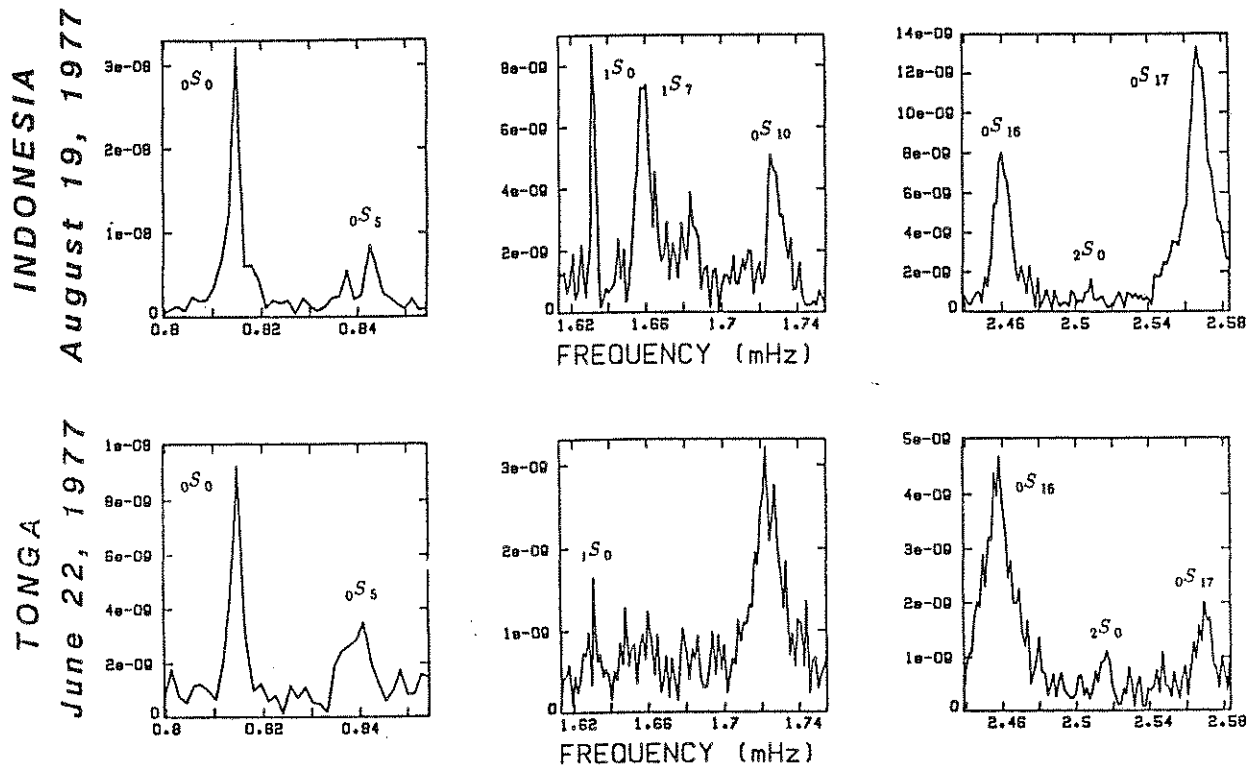 INDONESIA
August 19, 1977
3e-08
2e-08
1e-08
0
0.8
0.82
0.84
0S0
0S5
8e-09
6e-09
4e-09
2e-09
0
1.62
1.66
1.7
1.74
1S0
1S7
0S10
FREQUENCY (mHz)
14e-09
12e-09
10e-09
8e-09
6e-09
4e-09
2e-09
0
2.46
2.5
2.54
2.58
0S16
2S0
0S17
TONGA
June 22, 1977
1e-08
8e-09
6e-09
4e-09
2e-09
0
0.8
0.82
0.84
0S0
0S5
3e-09
2e-09
1e-09
0
1.62
1.66
1.7
1.74
1S0
FREQUENCY (mHz)
5e-09
4e-09
3e-09
2e-09
1e-09
0
2.46
2.5
2.54
2.58
0S16
2S0
0S17